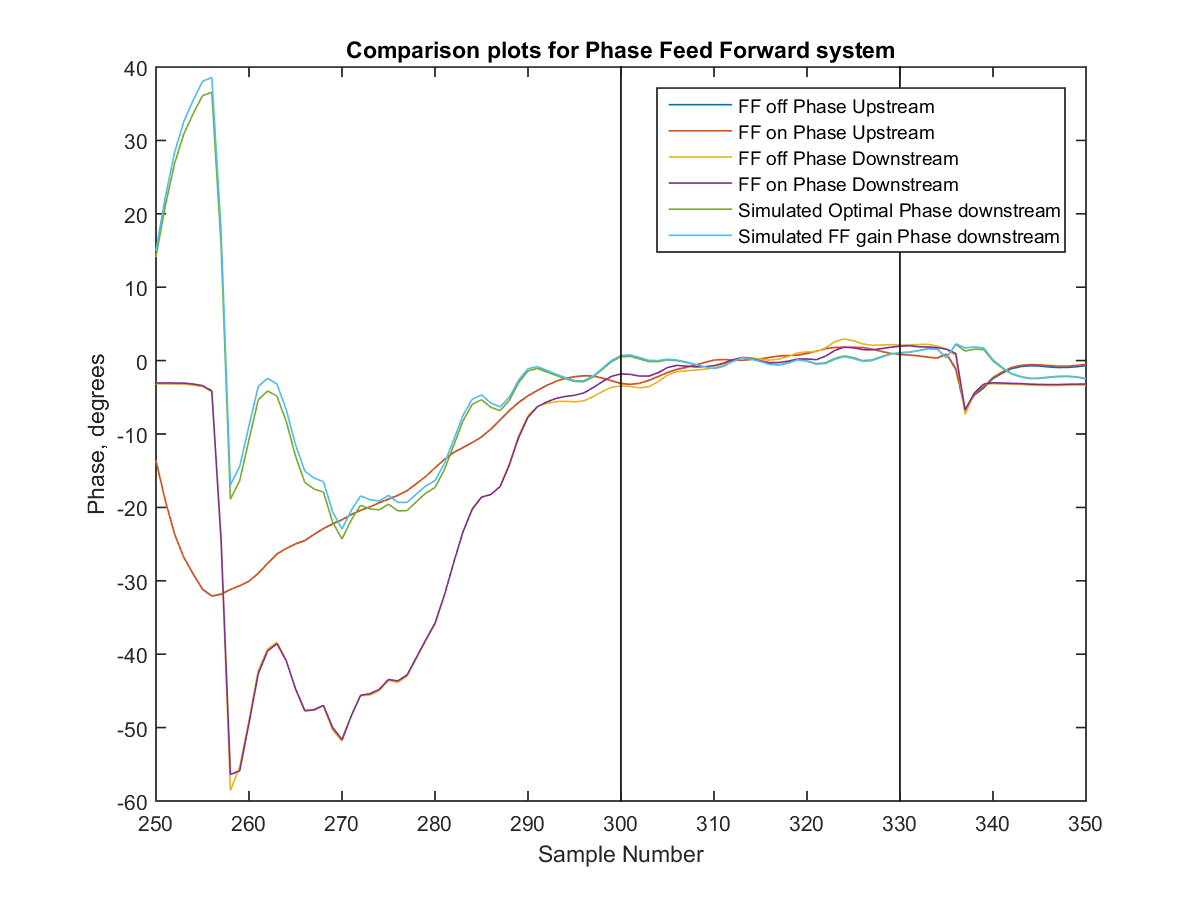 Comparison plots for Phase Feed Forward system
40
30
20
10
0
-10
-20
-30
-40
-50
-60
Phase, degrees
FF off Phase Upstream
FF on Phase Upstream
FF off Phase Downstream
FF on Phase Downstream
Simulated Optimal Phase downstream
Simulated FF gain Phase downstream
250 260 270 280 290 300 310 320 330 340 350
Sample Number